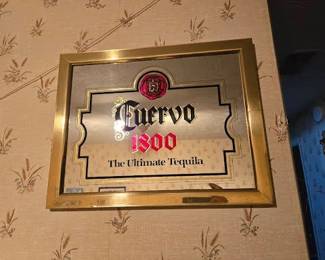 Cuervo
1800
The Ultimate Tequila